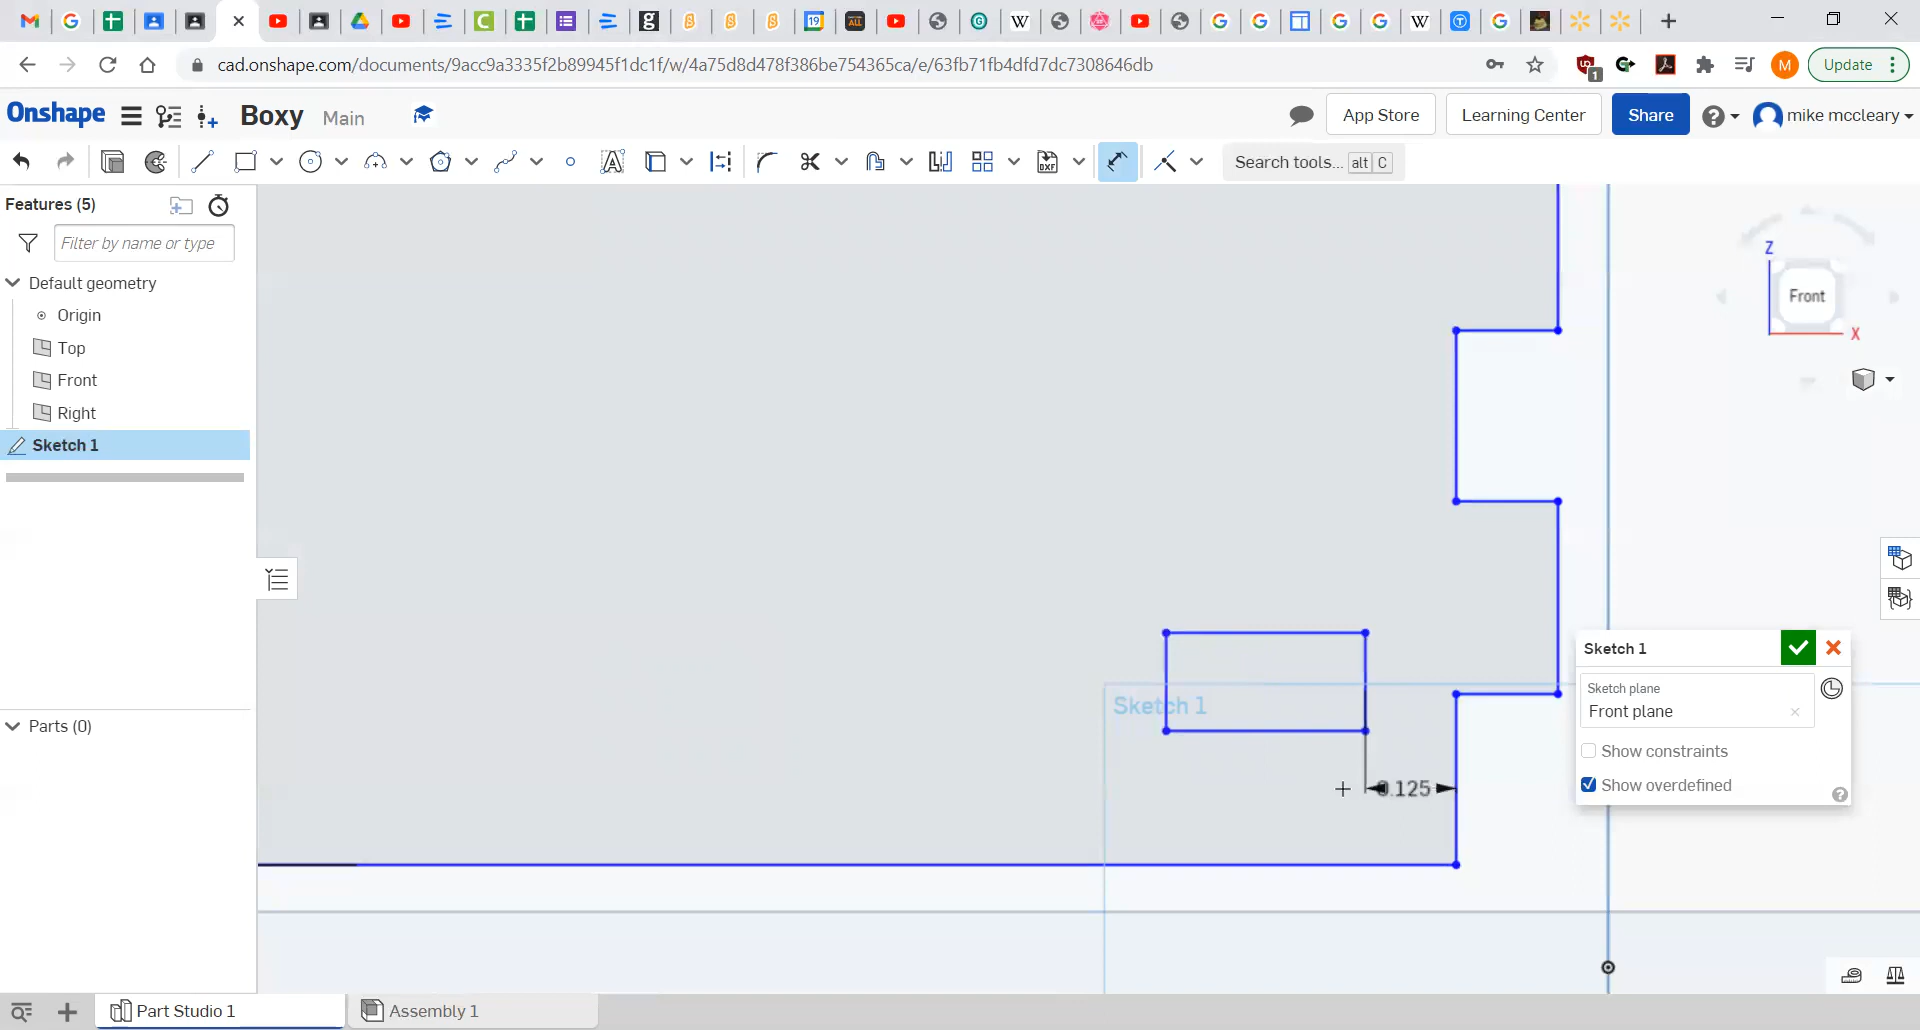 cad.onshape.com/documents/9acc9a3335f2b89945f1dc1f/w/4a75d8d478f386be754365ca/e/63fb71fb4dfd7dc7308646db
1
M
Update
Onshape
Boxy
Main
App Store
Learning Center
Share
mike mccleary
Search tools... alt C
Features (5)
Filter by name or type
Default geometry
Origin
Top
Front
Right
Sketch 1
Parts (0)
Z
Front
X
Sketch 1
0.125
Sketch 1
Sketch plane
Front plane
Show constraints
Show overdefined
Part Studio 1
Assembly 1